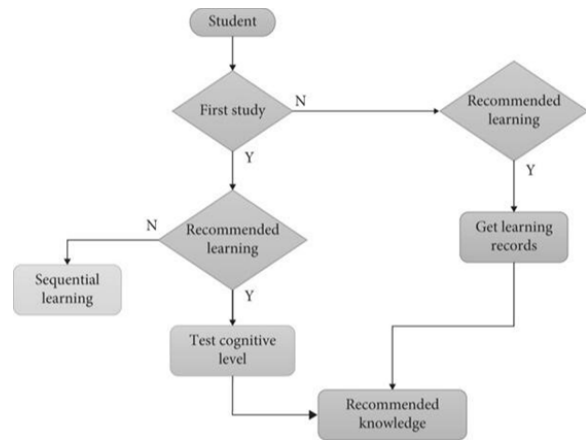 Student
First study
N
Recommended
learning
Y
Y
N
Recommended
learning
Get learning
records
Sequential
learning
Y
Test cognitive
level
Recommended
knowledge